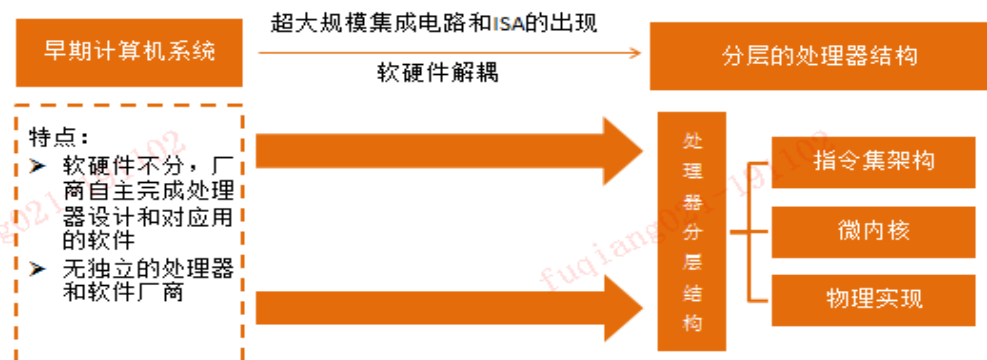 早期计算机系统
超大规模集成电路和ISA的出现
软硬件解耦
分层的处理器结构
特点：
➤ 软硬件不分，厂
商自主完成处理
器设计和对应用
的软件
➤ 无独立的处理器
和软件厂商
处理器分层结构
指令集架构
微内核
物理实现
fuqiang021-191102